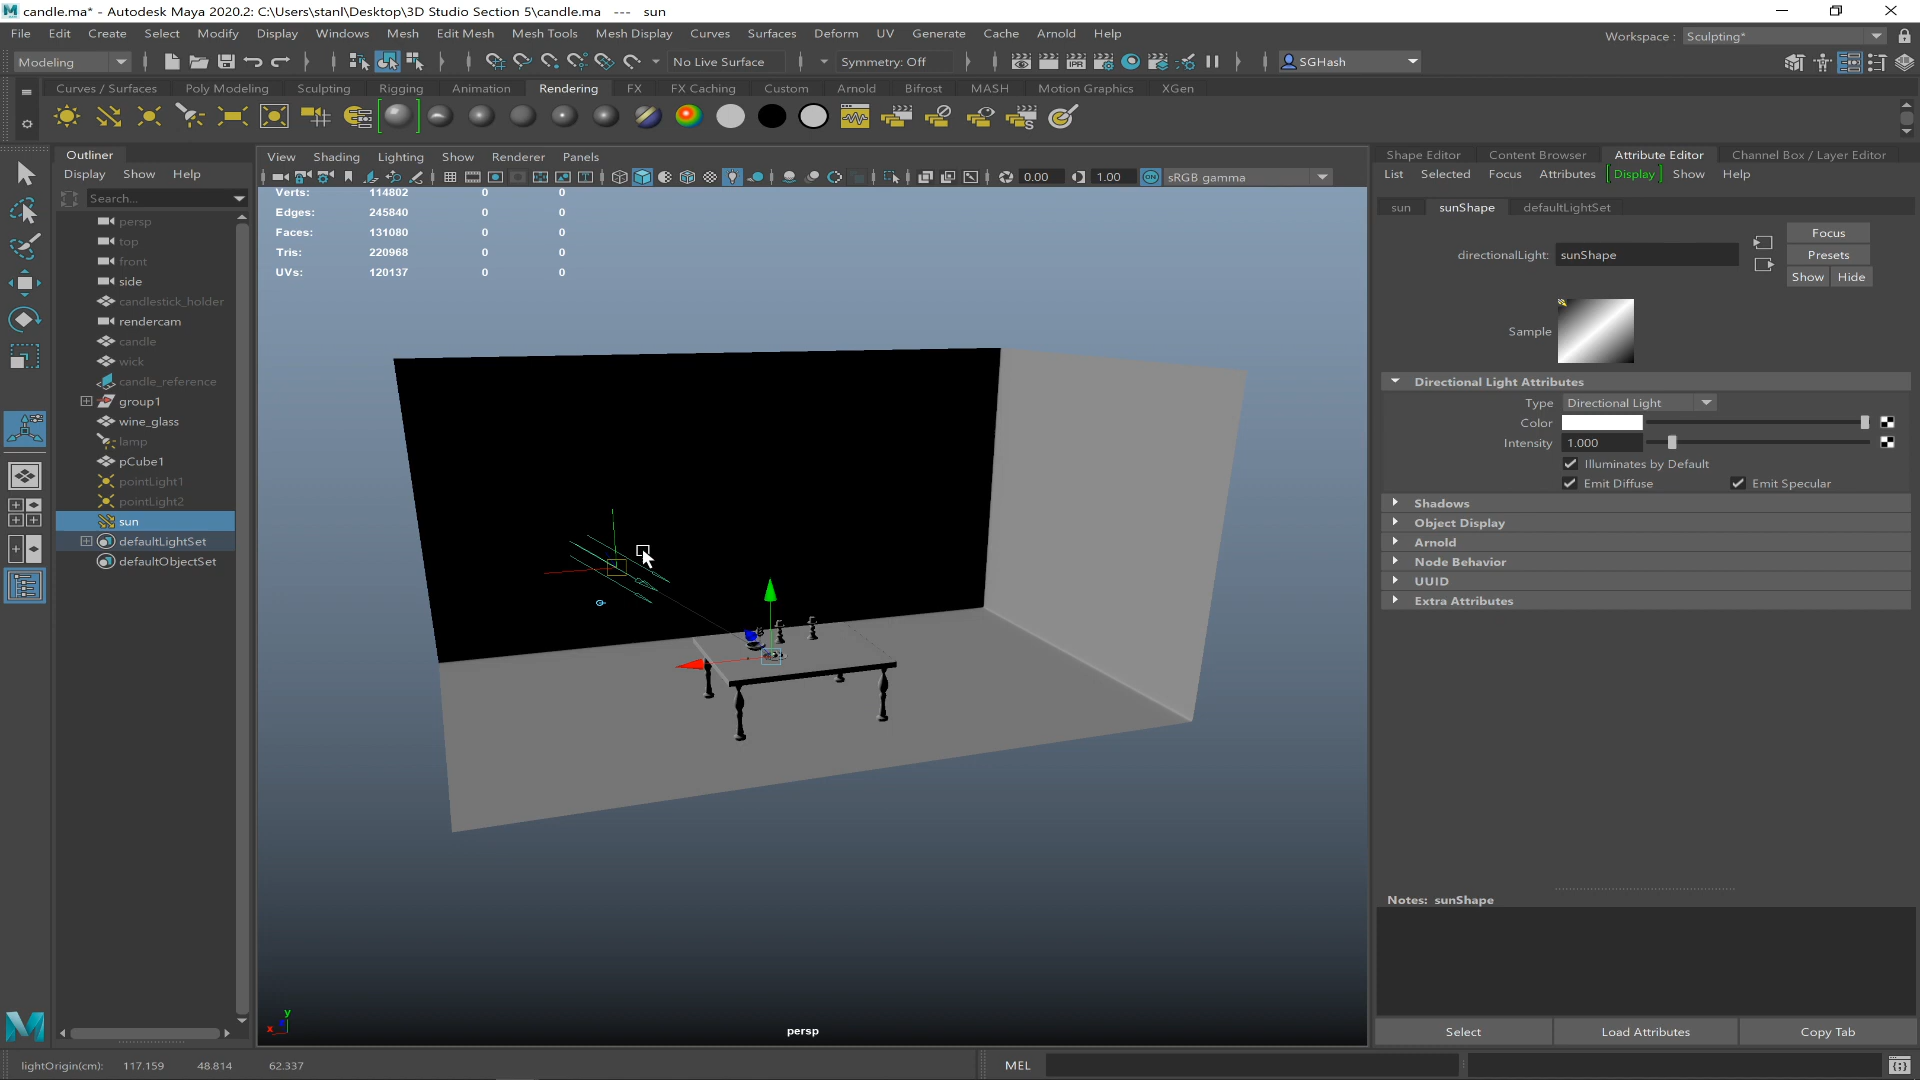 candle.ma* - Autodesk Maya 2020.2: C:\Users\stanl\Desktop\3D Studio Section 5\candle.ma --- sun
File Edit Create Select Modify Display Windows Mesh Edit Mesh Mesh Tools Mesh Display Curves Surfaces Deform UV Generate Cache Arnold Help Workspace : Sculpting*
Modeling No Live Surface Symmetry: Off SGHash
Curves / Surfaces Poly Modeling Sculpting Rigging Animation Rendering FX FX Caching Custom Arnold Bifrost MASH Motion Graphics XGen
Outliner
Display Show Help
Search...
persp
top
front
side
candlestick_holder
rendercam
candle
wick
candle_reference
group1
wine_glass
lamp
pCube1
pointLight1
pointLight2
sun
defaultLightSet
defaultObjectSet
View Shading Lighting Show Renderer Panels
0.00 1.00 ON sRGB gamma
Verts: 114802 0 0
Edges: 245840 0 0
Faces: 131080 0 0
Tris: 220968 0 0
UVs: 120137 0 0
y
x
persp
Shape Editor Content Browser Attribute Editor Channel Box / Layer Editor
List Selected Focus Attributes Display Show Help
sun sunShape defaultLightSet
directionalLight: sunShape
Focus
Presets
Show Hide
Sample
Directional Light Attributes
Type Directional Light
Color
Intensity 1.000
Illuminates by Default
Emit Diffuse Emit Specular
Shadows
Object Display
Arnold
Node Behavior
UUID
Extra Attributes
Notes: sunShape
Select Load Attributes Copy Tab
lightOrigin(cm): 117.159 48.814 62.337 MEL